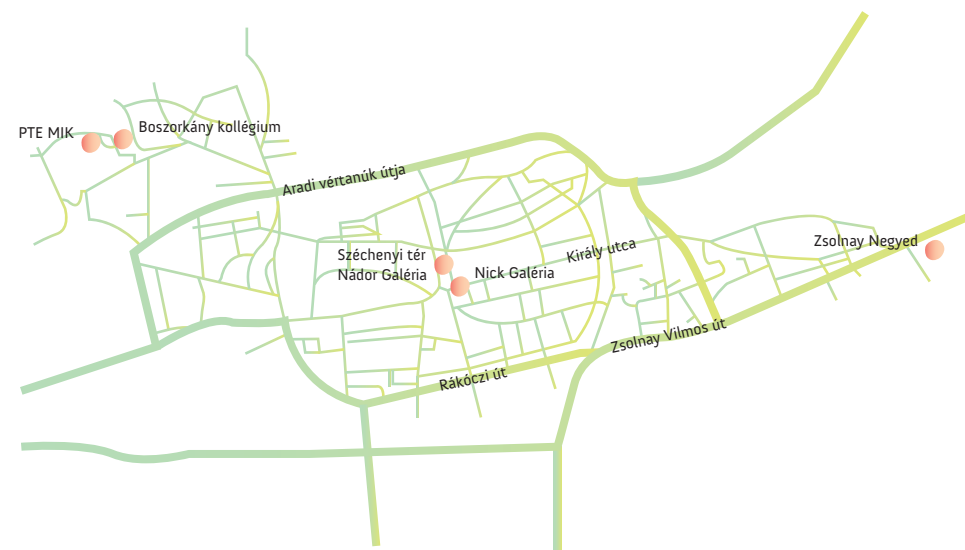 PTE MIK
Boszorkány kollégium
Aradi vértanúk útja
Széchenyi tér
Nádor Galéria
Nick Galéria
Király utca
Zsolnay Negyed
Zsolnay Vilmos út
Rákóczi út